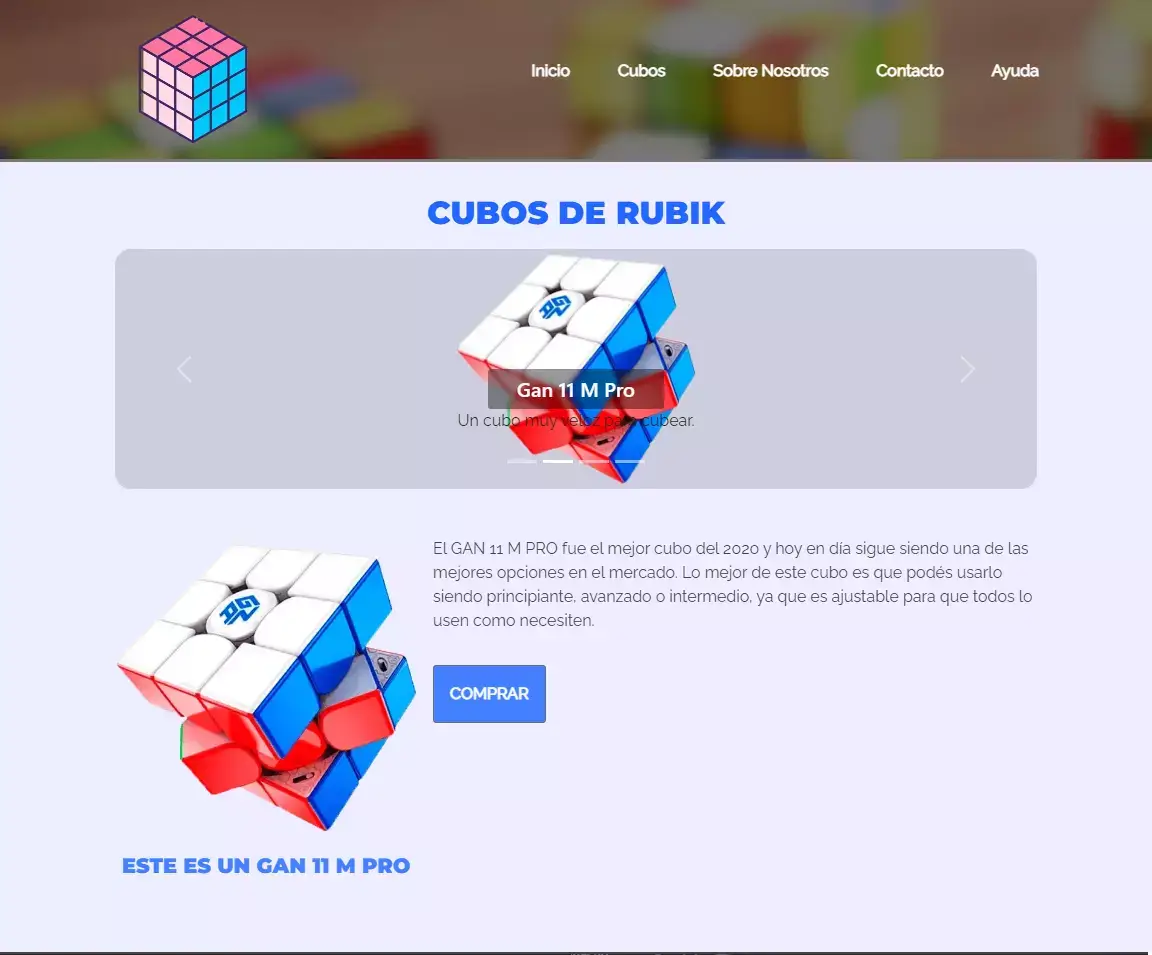 Inicio Cubos Sobre Nosotros Contacto Ayuda
CUBOS DE RUBIK
GAN
Gan 11 M Pro
Un cubo muy veloz para cubear.
GAN
El GAN 11 M PRO fue el mejor cubo del 2020 y hoy en día sigue siendo una de las
mejores opciones en el mercado. Lo mejor de este cubo es que podés usarlo
siendo principiante, avanzado o intermedio, ya que es ajustable para que todos lo
usen como necesiten.
COMPRAR
ESTE ES UN GAN 11 M PRO